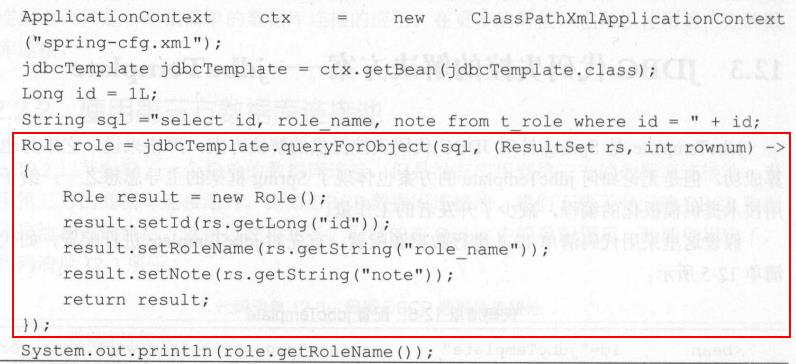 ApplicationContext ctx = new ClassPathXmlApplicationContext
("spring-cfg.xml");
jdbcTemplate jdbcTemplate = ctx.getBean(jdbcTemplate.class);
Long id = 1L;
String sql ="select id, role_name, note from t_role where id = " + id;
Role role = jdbcTemplate.queryForObject(sql, (ResultSet rs, int rownum) ->
{
Role result = new Role();
result.setId(rs.getLong("id"));
result.setRoleName(rs.getString("role_name"));
result.setNote(rs.getString("note"));
return result;
});
System.out.println(role.getRoleName());